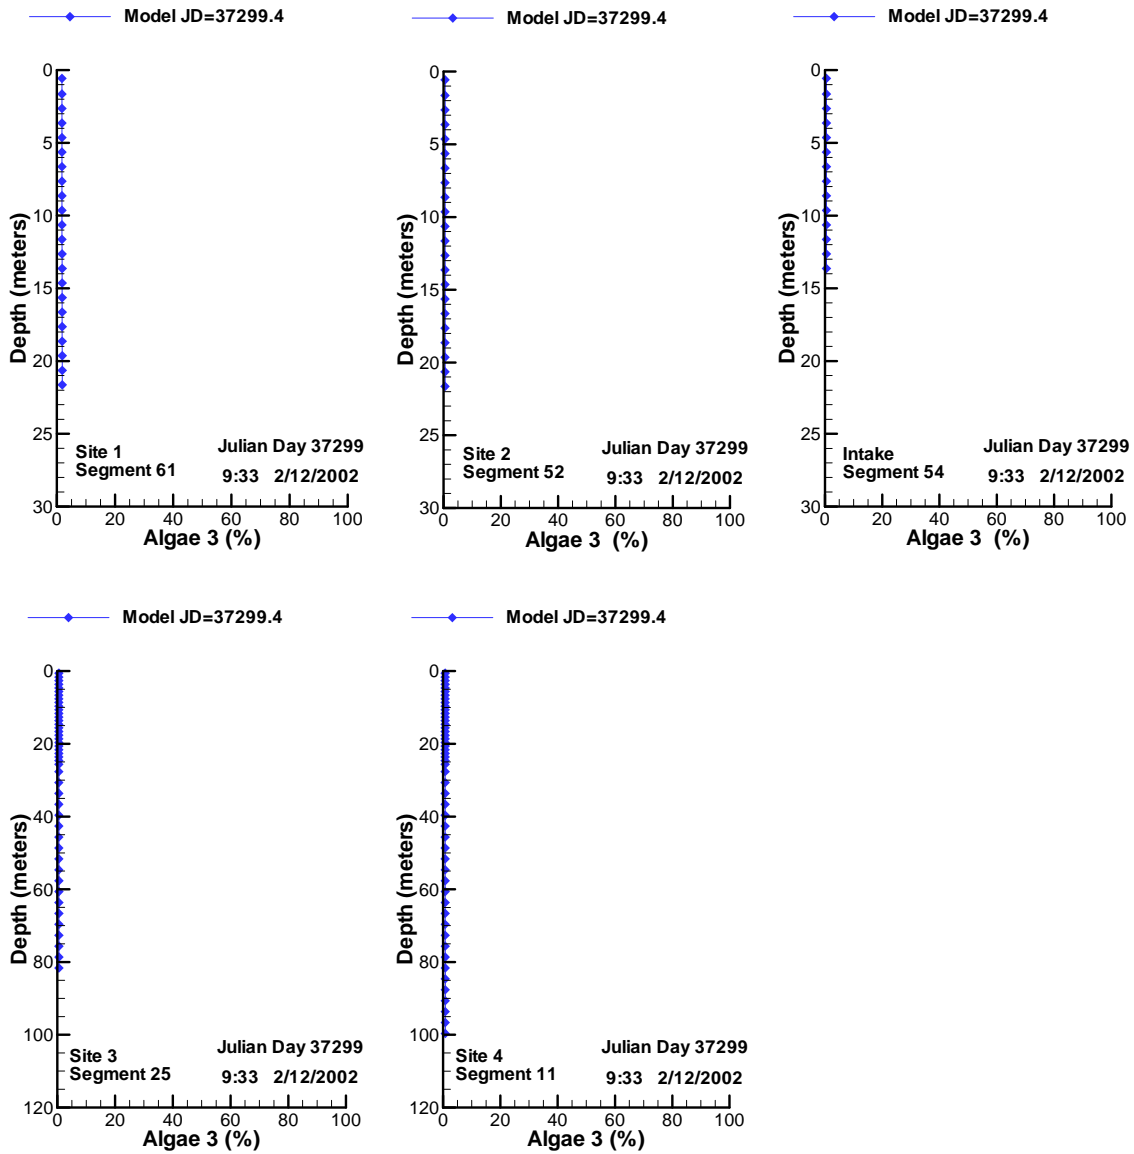 Model JD=37299.4
0
5
10
15
20
25
30
Depth (meters)
Site 1
Segment 61
Julian Day 37299
9:33 2/12/2002
0 20 40 60 80 100
Algae 3 (%)
Model JD=37299.4
0
5
10
15
20
25
30
Depth (meters)
Site 2
Segment 52
Julian Day 37299
9:33 2/12/2002
0 20 40 60 80 100
Algae 3 (%)
Model JD=37299.4
0
5
10
15
20
25
30
Depth (meters)
Intake
Segment 54
Julian Day 37299
9:33 2/12/2002
0 20 40 60 80 100
Algae 3 (%)
Model JD=37299.4
0
20
40
60
80
100
120
Depth (meters)
Site 3
Segment 25
Julian Day 37299
9:33 2/12/2002
0 20 40 60 80 100
Algae 3 (%)
Model JD=37299.4
0
20
40
60
80
100
120
Depth (meters)
Site 4
Segment 11
Julian Day 37299
9:33 2/12/2002
0 20 40 60 80 100
Algae 3 (%)